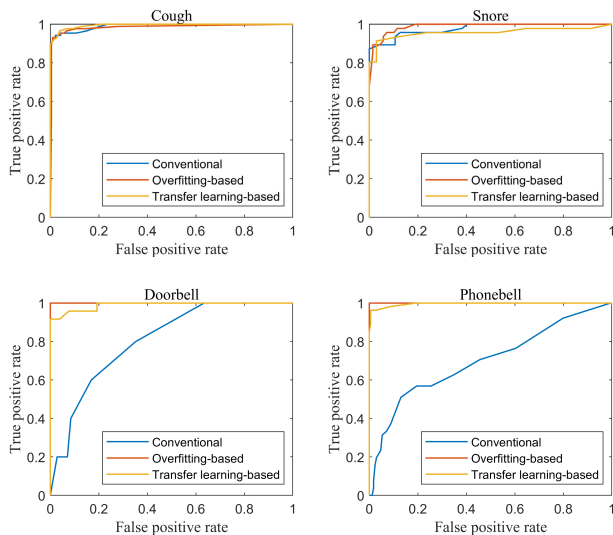 Cough
True positive rate
1
0.8
0.6
0.4
0.2
0
Conventional
Overfitting-based
Transfer learning-based
0 0.2 0.4 0.6 0.8 1
False positive rate
Snore
True positive rate
1
0.8
0.6
0.4
0.2
0
Conventional
Overfitting-based
Transfer learning-based
0 0.2 0.4 0.6 0.8 1
False positive rate
Doorbell
True positive rate
1
0.8
0.6
0.4
0.2
0
Conventional
Overfitting-based
Transfer learning-based
0 0.2 0.4 0.6 0.8 1
False positive rate
Phonebell
True positive rate
1
0.8
0.6
0.4
0.2
0
Conventional
Overfitting-based
Transfer learning-based
0 0.2 0.4 0.6 0.8 1
False positive rate